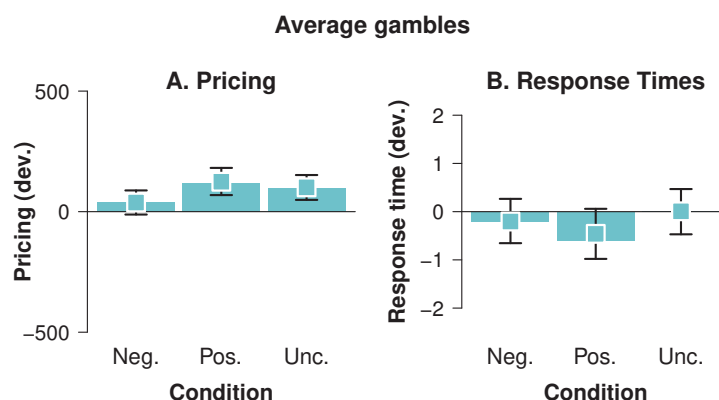 Average gambles
A. Pricing
500
0
−500
Pricing (dev.)
Neg. Pos. Unc.
Condition
B. Response Times
2
1
0
−1
−2
Response time (dev.)
Neg. Pos. Unc.
Condition